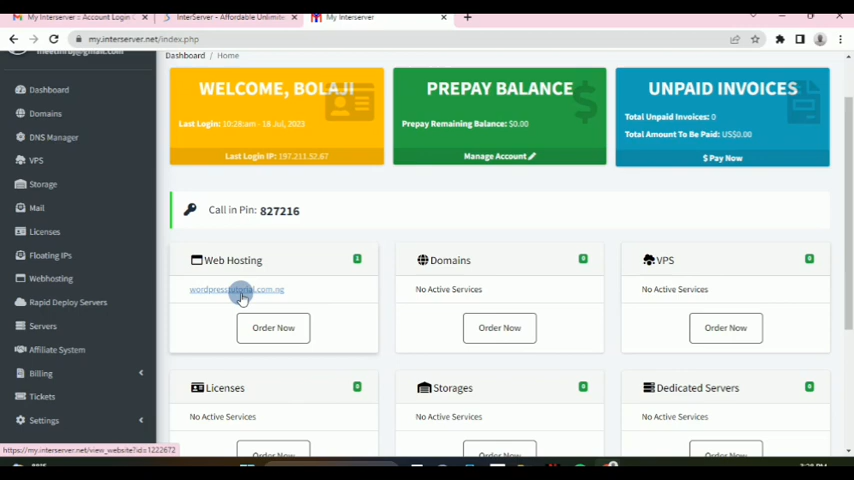 My Interserver :: Account Login
InterServer - Affordable Unlimite
My Interserver
my.interserver.net/index.php
Dashboard / Home
Dashboard
Domains
DNS Manager
VPS
Storage
Mail
Licenses
Floating IPs
Webhosting
Rapid Deploy Servers
Servers
Affiliate System
Billing
Tickets
Settings
WELCOME, BOLAJI
Last Login: 10:28am - 18 Jul, 2023
Last Login IP: 197.211.52.67
PREPAY BALANCE
Prepay Remaining Balance: $0.00
Manage Account
UNPAID INVOICES
Total Unpaid Invoices: 0
Total Amount To Be Paid: US$0.00
$ Pay Now
Call in Pin: 827216
Web Hosting 1
wordpresstutorial.com.ng
Order Now
Domains 0
No Active Services
Order Now
VPS 0
No Active Services
Order Now
Licenses 0
No Active Services
Order Now
Storages 0
No Active Services
Order Now
Dedicated Servers 0
No Active Services
Order Now
https://my.interserver.net/view_website?id=1222672